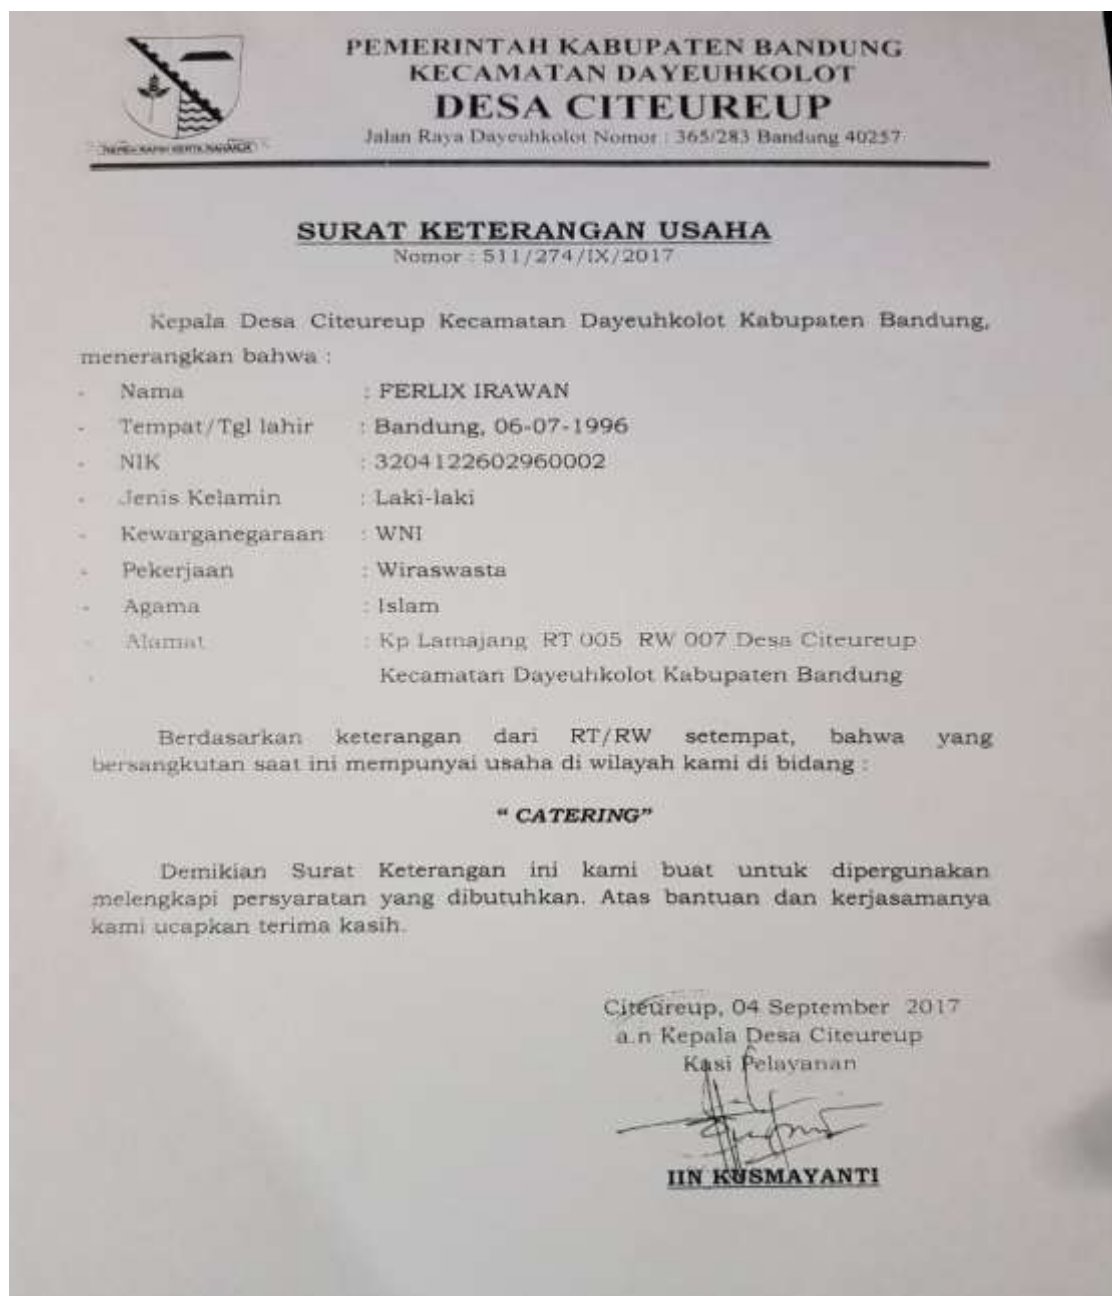 PEMERINTAH KABUPATEN BANDUNG
KECAMATAN DAYEUHKOLOT
DESA CITEUREUP
Jalan Raya Dayeuhkolot Nomor : 365/283 Bandung 40257
SURAT KETERANGAN USAHA
Nomor : 511/274/IX/2017
Kepala Desa Citeureup Kecamatan Dayeuhkolot Kabupaten Bandung,
menerangkan bahwa :
- Nama : FERLIX IRAWAN
- Tempat/Tgl lahir : Bandung, 06-07-1996
- NIK : 3204122602960002
- Jenis Kelamin : Laki-laki
- Kewarganegaraan : WNI
- Pekerjaan : Wiraswasta
- Agama : Islam
- Alamat : Kp Lamajang RT 005 RW 007 Desa Citeureup
Kecamatan Dayeuhkolot Kabupaten Bandung
Berdasarkan keterangan dari RT/RW setempat, bahwa yang
bersangkutan saat ini mempunyai usaha di wilayah kami di bidang :
“ CATERING”
Demikian Surat Keterangan ini kami buat untuk dipergunakan
melengkapi persyaratan yang dibutuhkan. Atas bantuan dan kerjasamanya
kami ucapkan terima kasih.
Citeureup, 04 September 2017
a.n Kepala Desa Citeureup
Kasi Pelayanan
IIN KUSMAYANTI